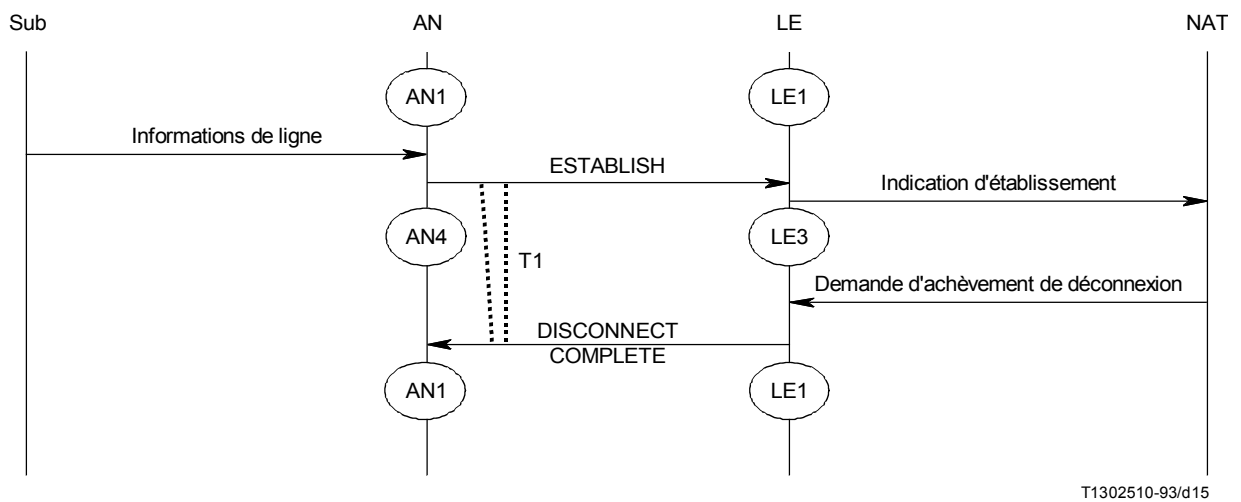 Sub
AN
LE
NAT
AN1
LE1
Informations de ligne
ESTABLISH
Indication d'établissement
AN4
LE3
T1
Demande d'achèvement de déconnexion
DISCONNECT
COMPLETE
AN1
LE1
T1302510-93/d15